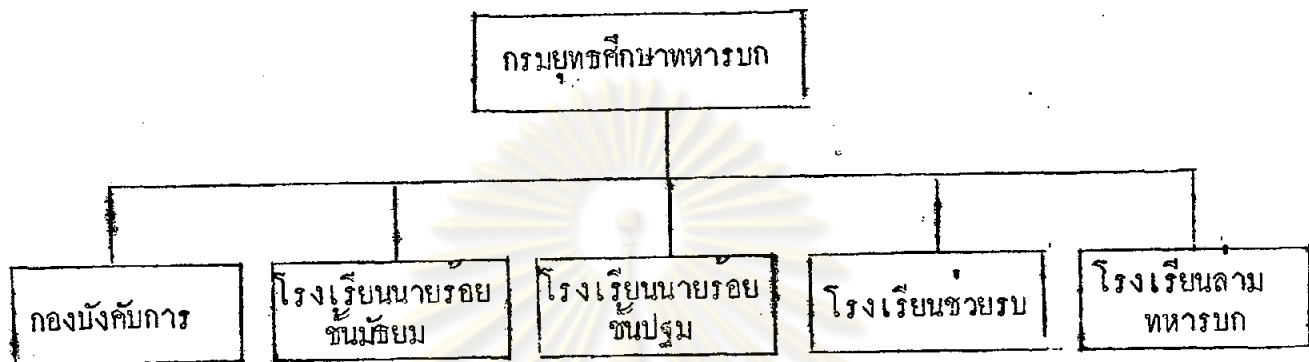 กรมยุทธศึกษาทหารบก
กองบังคับการ
โรงเรียนนายร้อย
ชั้นมัธยม
โรงเรียนนายร้อย
ชั้นปฐม
โรงเรียนช่วยรบ
โรงเรียนลาม
ทหารบก